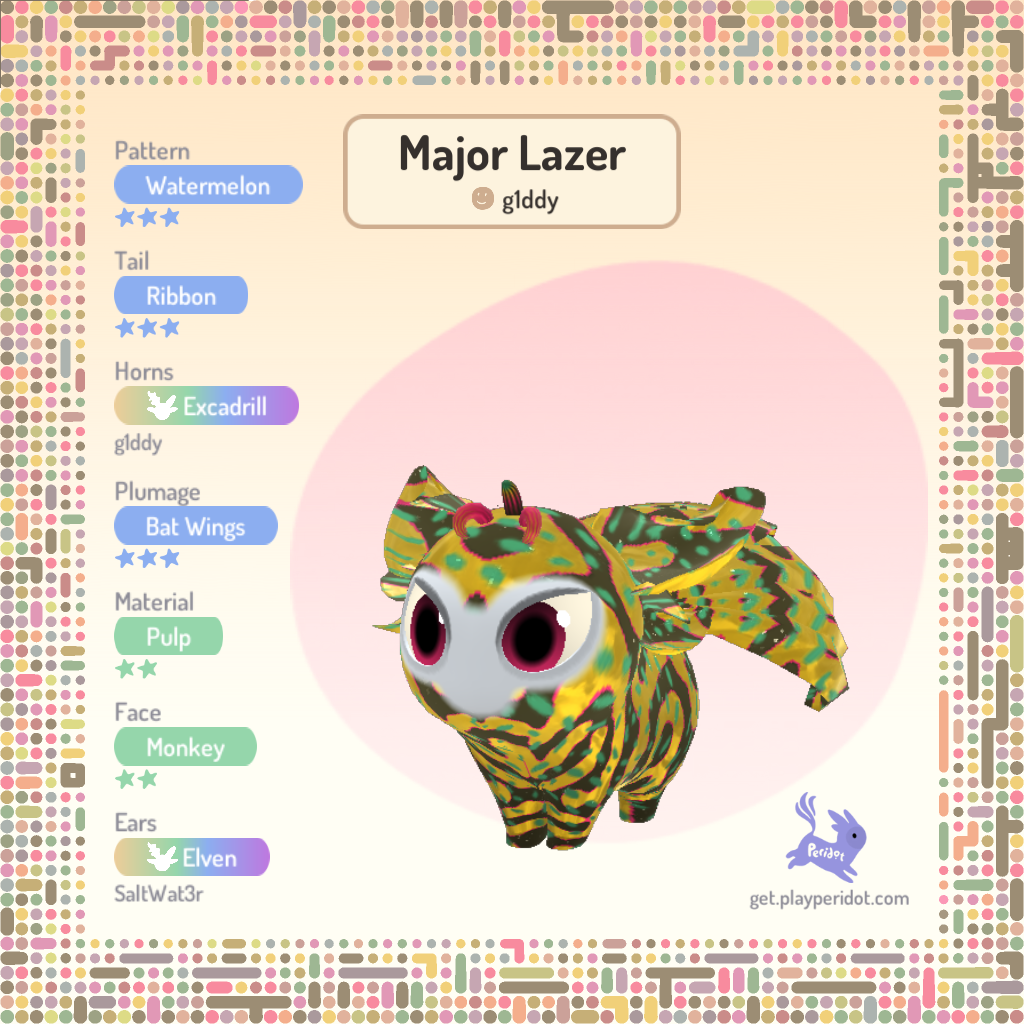 Major Lazer
g1ddy
Pattern
Watermelon
Tail
Ribbon
Horns
Excadrill
g1ddy
Plumage
Bat Wings
Material
Pulp
Face
Monkey
Ears
Elven
SaltWat3r
Peridot
get.playperidot.com